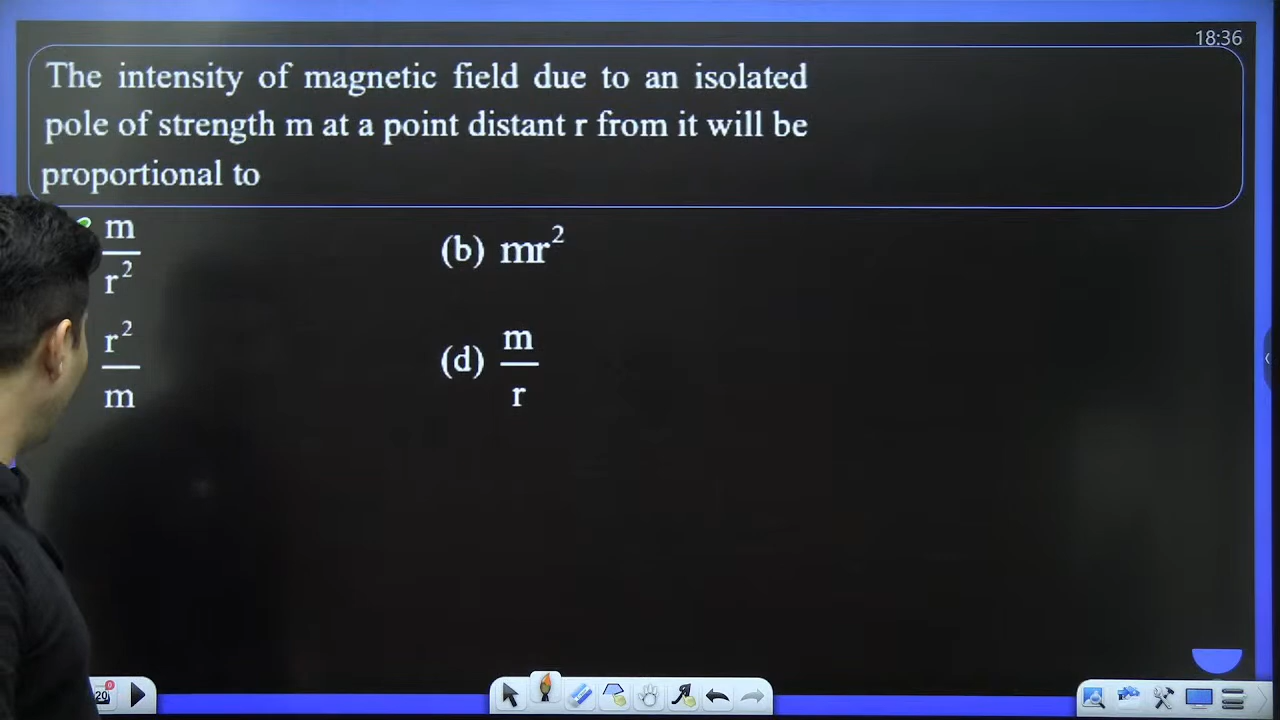 18:36
The intensity of magnetic field due to an isolated
pole of strength m at a point distant r from it will be
proportional to
m/r²
(b) mr²
r²/m
(d) m/r
20